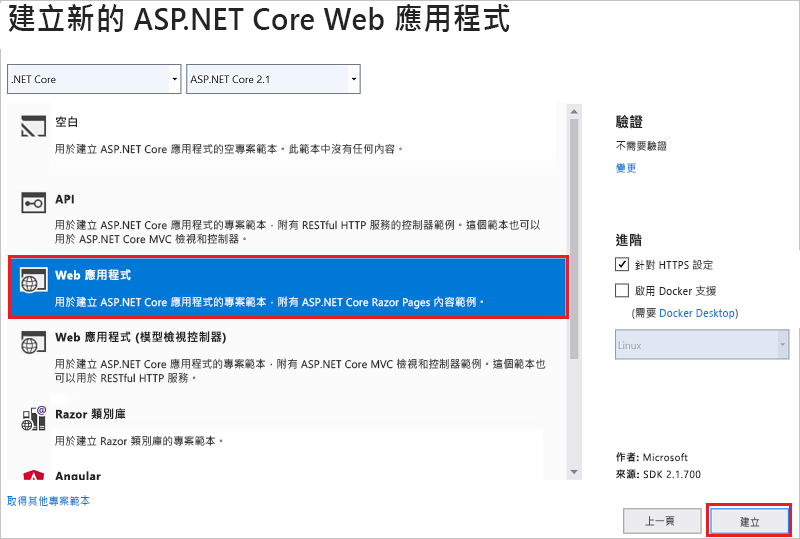 建立新的 ASP.NET Core Web 應用程式
.NET Core
ASP.NET Core 2.1
空白
用於建立 ASP.NET Core 應用程式的空專案範本。此範本中沒有任何內容。
API
用於建立 ASP.NET Core 應用程式的專案範本，附有 RESTful HTTP 服務的控制器範例。這個範本也可以
用於 ASP.NET Core MVC 檢視和控制器。
Web 應用程式
用於建立 ASP.NET Core 應用程式的專案範本，附有 ASP.NET Core Razor Pages 內容範例。
Web 應用程式 (模型檢視控制器)
用於建立 ASP.NET Core 應用程式的專案範本，附有 ASP.NET Core MVC 檢視和控制器範例。這個範本也
可以用於 RESTful HTTP 服務。
Razor 類別庫
用於建立 Razor 類別庫的專案範本。
Angular
取得其他專案範本
驗證
不需要驗證
變更
進階
針對 HTTPS 設定
啟用 Docker 支援
(需要 Docker Desktop)
Linux
作者: Microsoft
來源: SDK 2.1.700
上一頁
建立